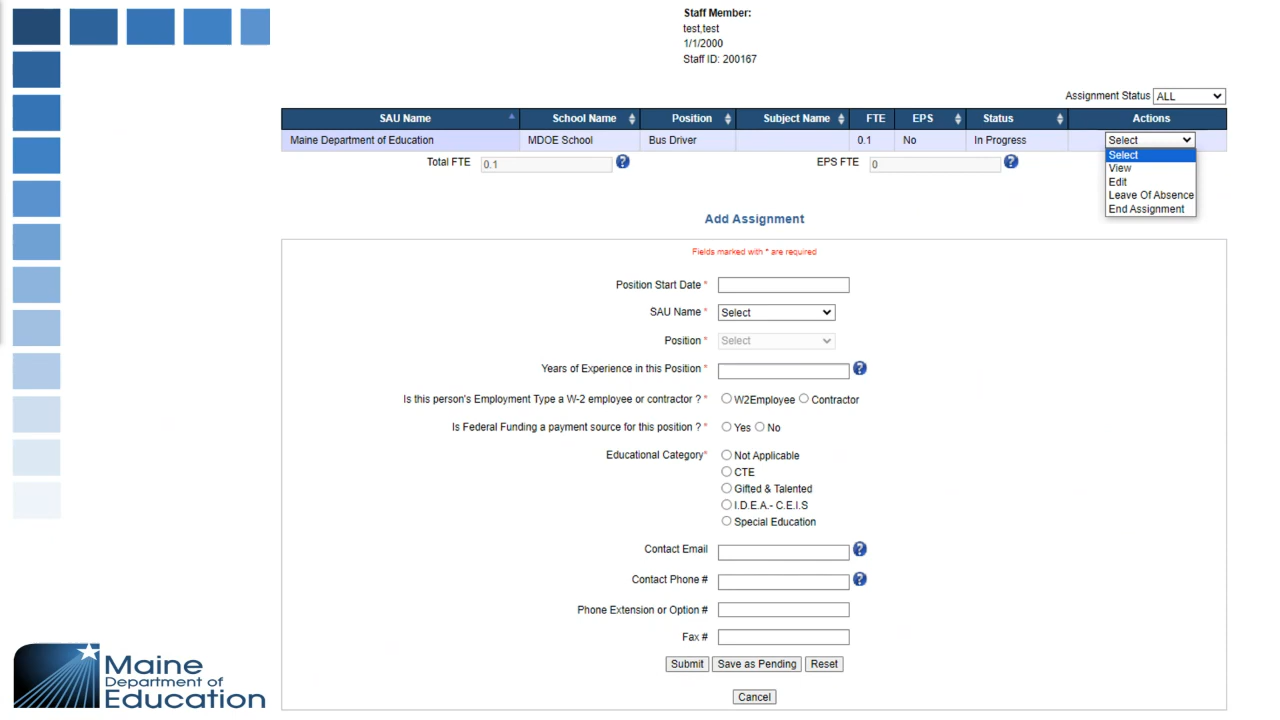 Staff Member:
test,test
1/1/2000
Staff ID: 200167
Assignment Status ALL
SAU Name School Name Position Subject Name FTE EPS Status Actions
Maine Department of Education MDOE School Bus Driver 0.1 No In Progress Select
Select
View
Edit
Leave Of Absence
End Assignment
Total FTE 0.1 ? EPS FTE 0 ?
Add Assignment
Fields marked with * are required
Position Start Date *
SAU Name * Select
Position * Select
Years of Experience in this Position * ?
Is this person's Employment Type a W-2 employee or contractor ? * W2Employee Contractor
Is Federal Funding a payment source for this position ? * Yes No
Educational Category* Not Applicable
CTE
Gifted & Talented
I.D.E.A.- C.E.I.S
Special Education
Contact Email ?
Contact Phone # ?
Phone Extension or Option #
Fax #
Submit Save as Pending Reset
Cancel
Maine
Department of
Education